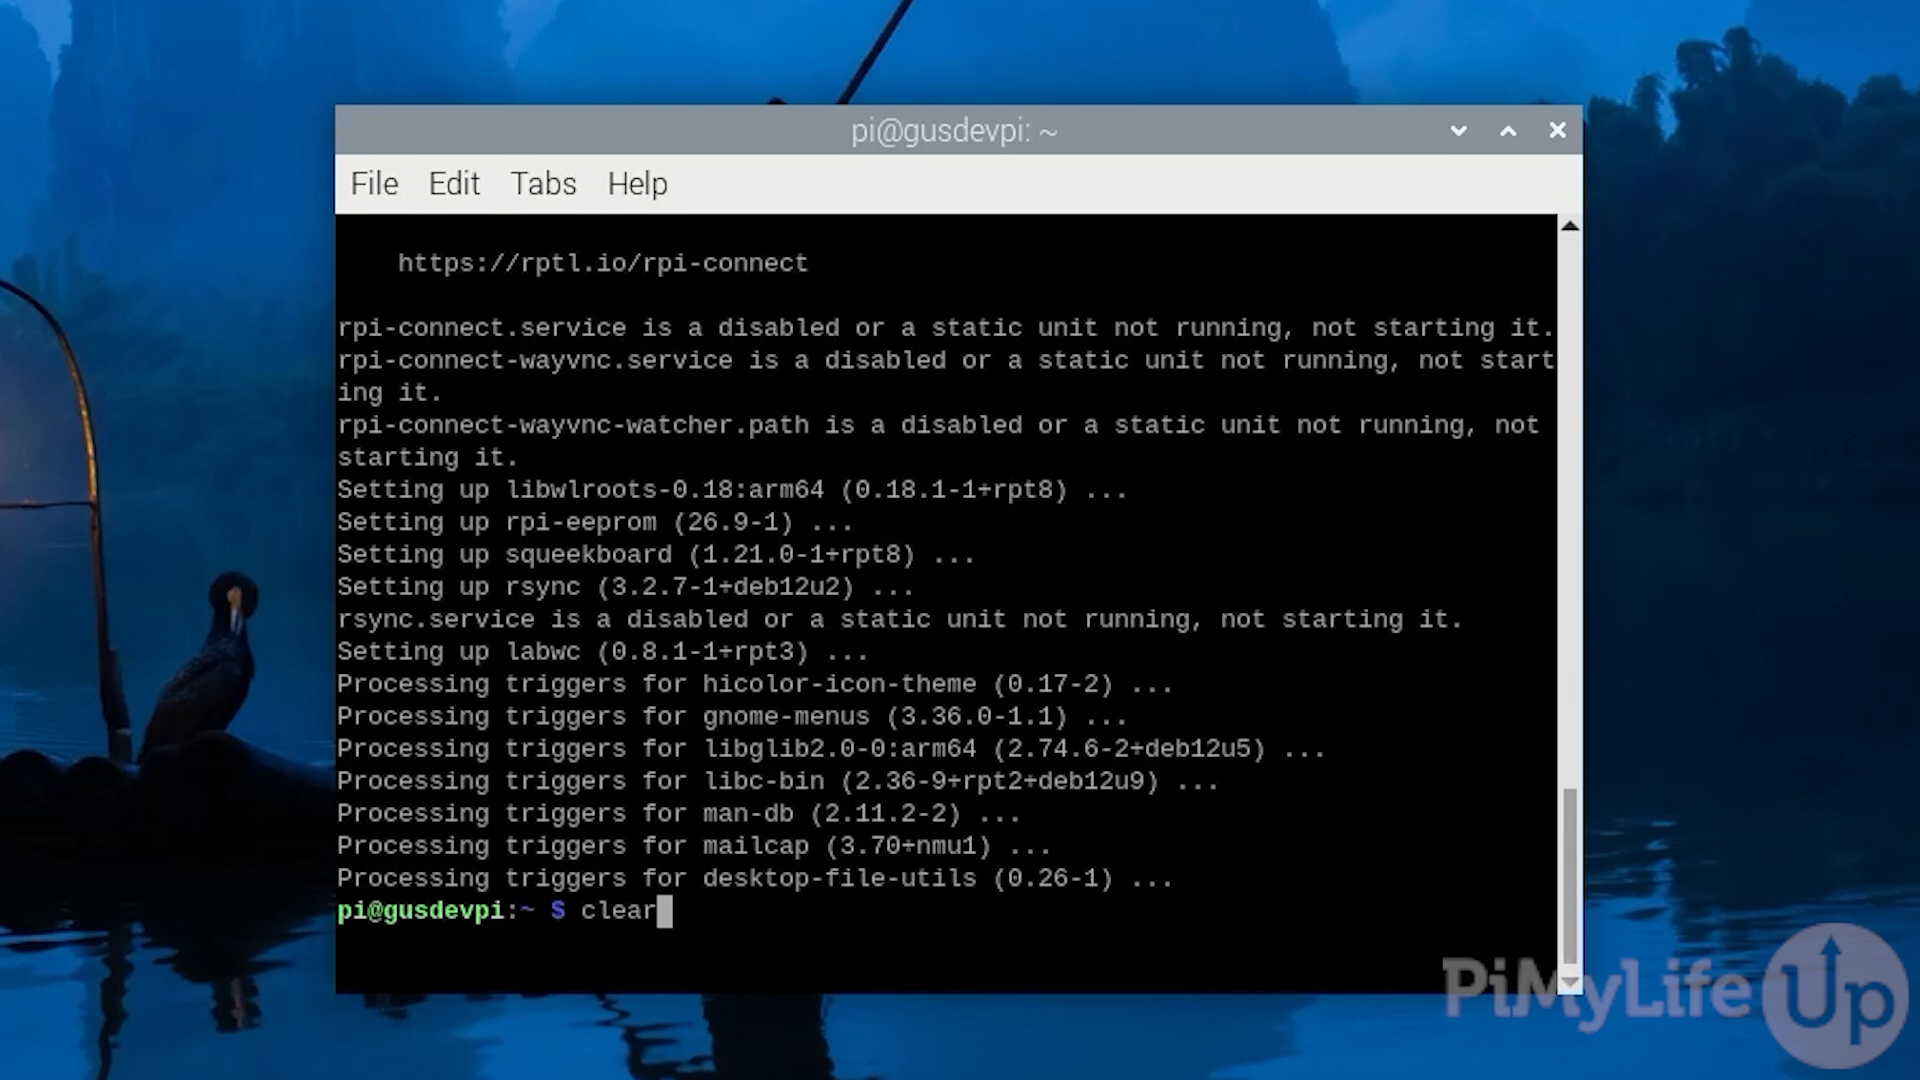 pi@gusdevpi: ~
File Edit Tabs Help
https://rptl.io/rpi-connect
rpi-connect.service is a disabled or a static unit not running, not starting it.
rpi-connect-wayvnc.service is a disabled or a static unit not running, not start
ing it.
rpi-connect-wayvnc-watcher.path is a disabled or a static unit not running, not
starting it.
Setting up libwlroots-0.18:arm64 (0.18.1-1+rpt8) ...
Setting up rpi-eeprom (26.9-1) ...
Setting up squeekboard (1.21.0-1+rpt8) ...
Setting up rsync (3.2.7-1+deb12u2) ...
rsync.service is a disabled or a static unit not running, not starting it.
Setting up labwc (0.8.1-1+rpt3) ...
Processing triggers for hicolor-icon-theme (0.17-2) ...
Processing triggers for gnome-menus (3.36.0-1.1) ...
Processing triggers for libglib2.0-0:arm64 (2.74.6-2+deb12u5) ...
Processing triggers for libc-bin (2.36-9+rpt2+deb12u9) ...
Processing triggers for man-db (2.11.2-2) ...
Processing triggers for mailcap (3.70+nmu1) ...
Processing triggers for desktop-file-utils (0.26-1) ...
pi@gusdevpi:~ $ clear
PiMyLifeUp